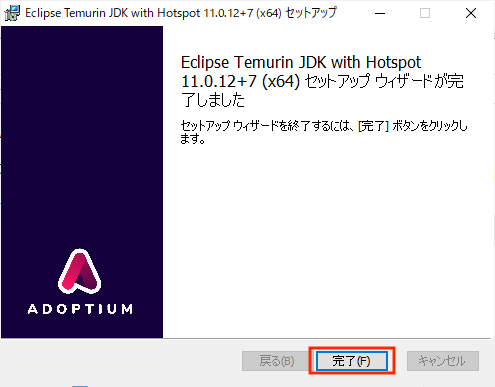 Eclipse Temurin JDK with Hotspot 11.0.12+7 (x64) セットアップ
Eclipse Temurin JDK with Hotspot
11.0.12+7 (x64) セットアップ ウィザードが完
了しました
セットアップ ウィザードを終了するには、[完了] ボタンをクリックしま
す。
ADOPTIUM
戻る(B)
完了(F)
キャンセル